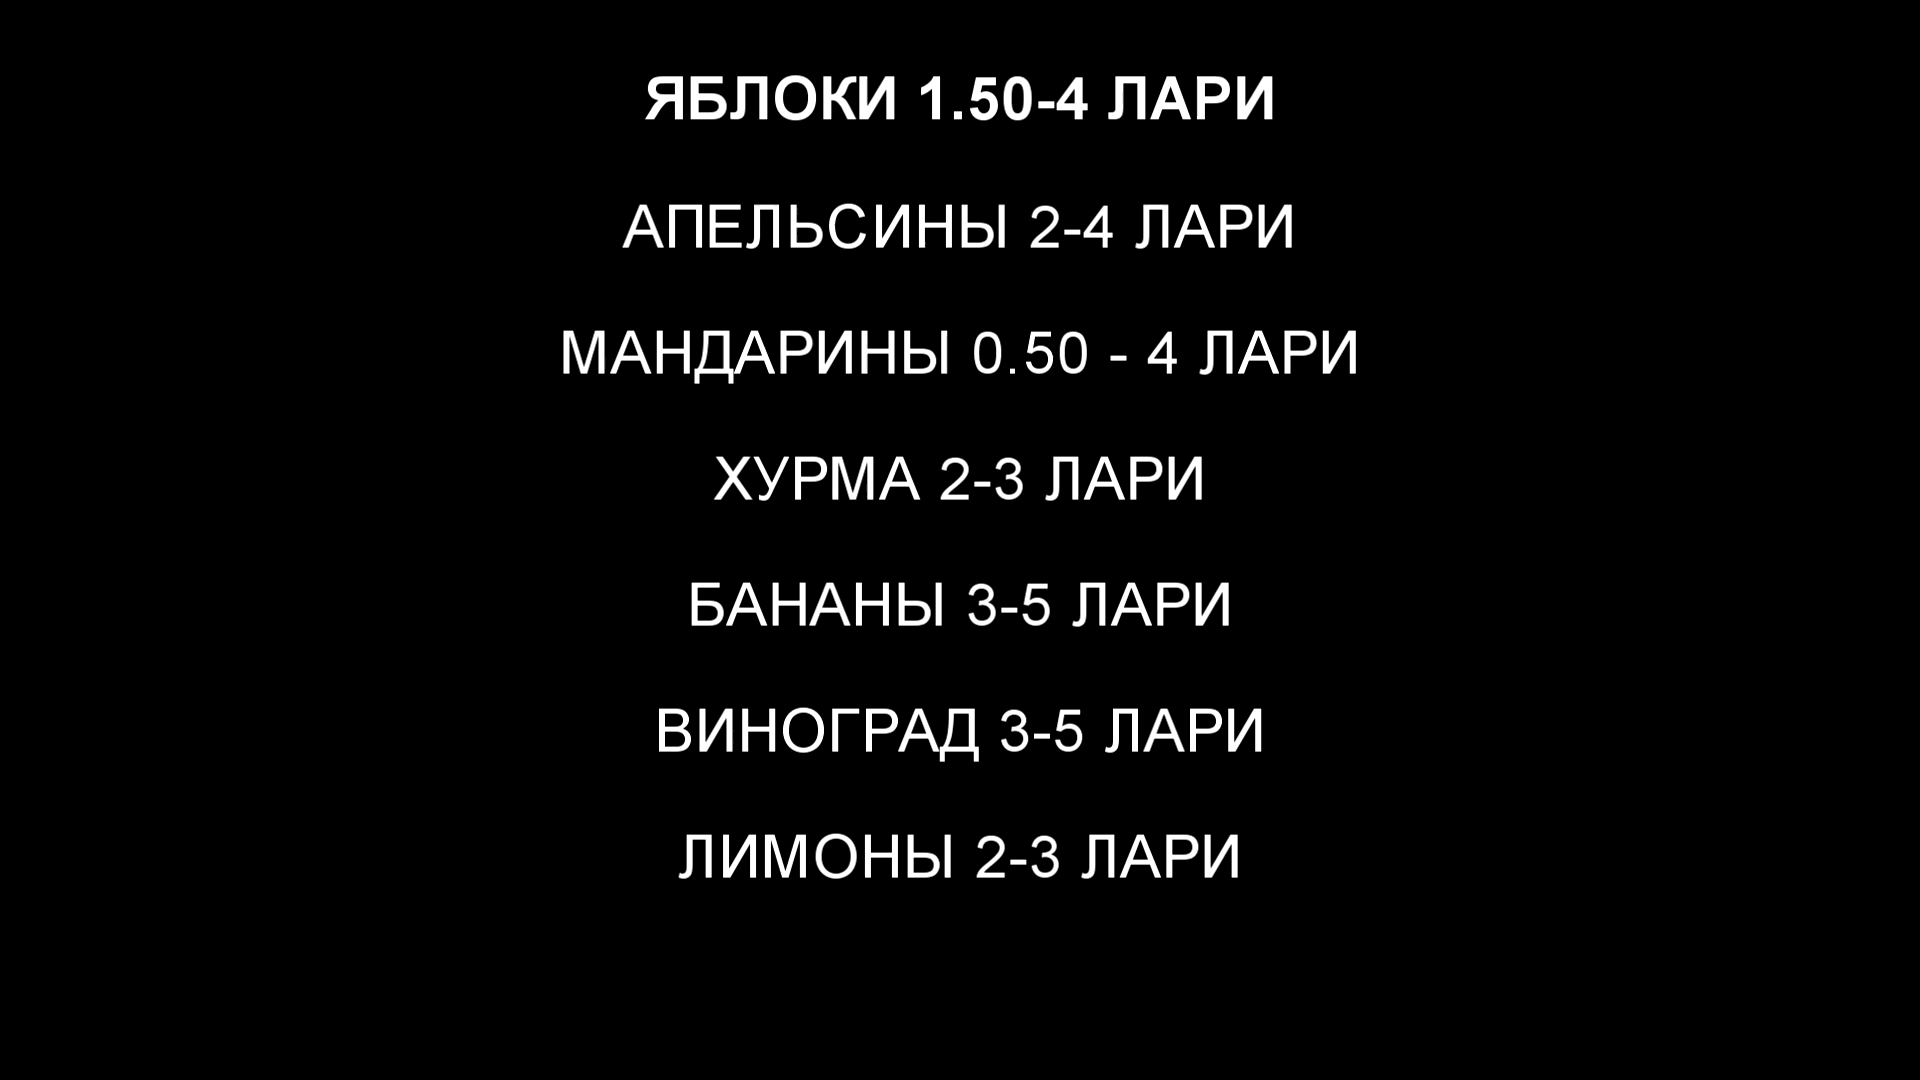 ЯБЛОКИ 1.50-4 ЛАРИ
АПЕЛЬСИНЫ 2-4 ЛАРИ
МАНДАРИНЫ 0.50 - 4 ЛАРИ
ХУРМА 2-3 ЛАРИ
БАНАНЫ 3-5 ЛАРИ
ВИНОГРАД 3-5 ЛАРИ
ЛИМОНЫ 2-3 ЛАРИ